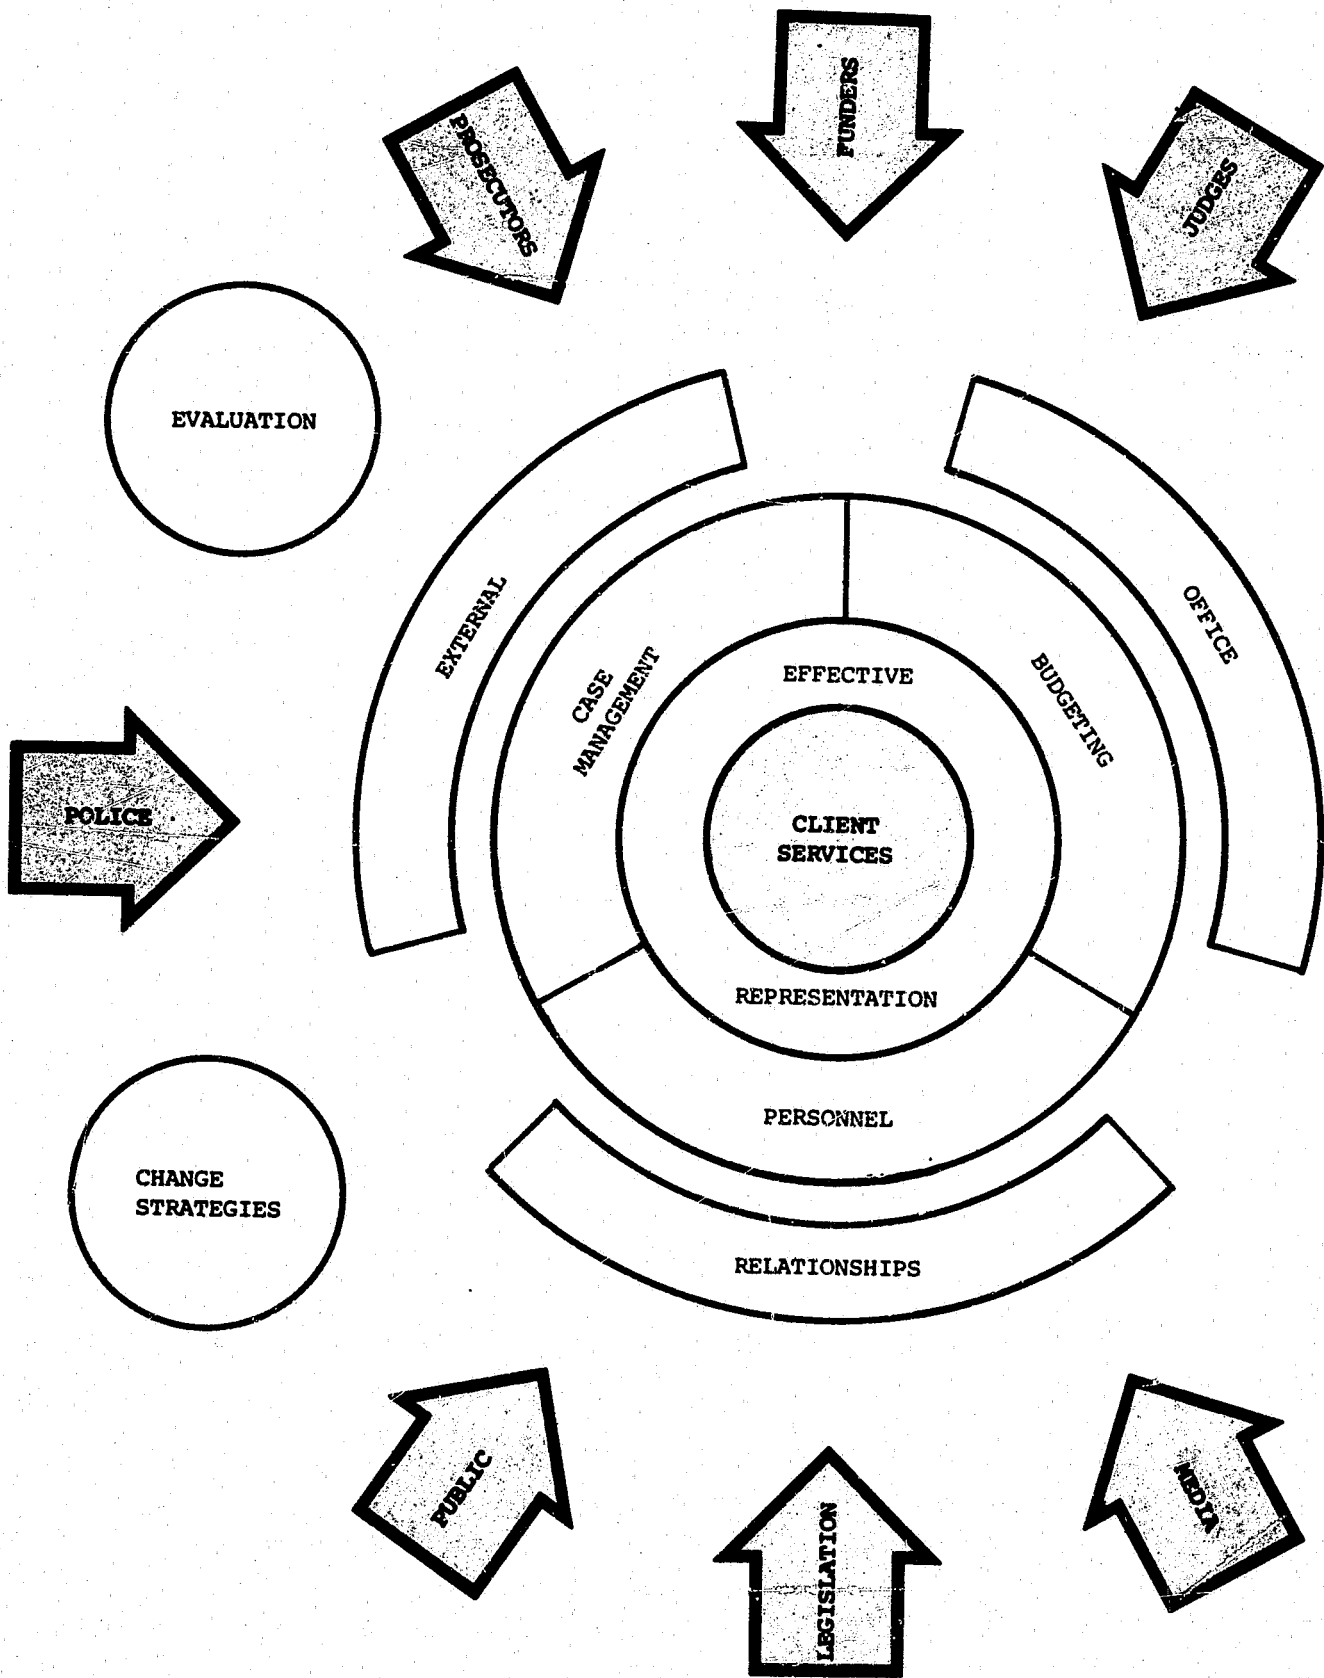 FUNDERS
PROSECUTORS
JUDGES
EVALUATION
EXTERNAL
OFFICE
CASE
MANAGEMENT
EFFECTIVE
BUDGETING
POLICE
CLIENT
SERVICES
REPRESENTATION
PERSONNEL
CHANGE
STRATEGIES
RELATIONSHIPS
PUBLIC
LEGISLATION
MEDIA